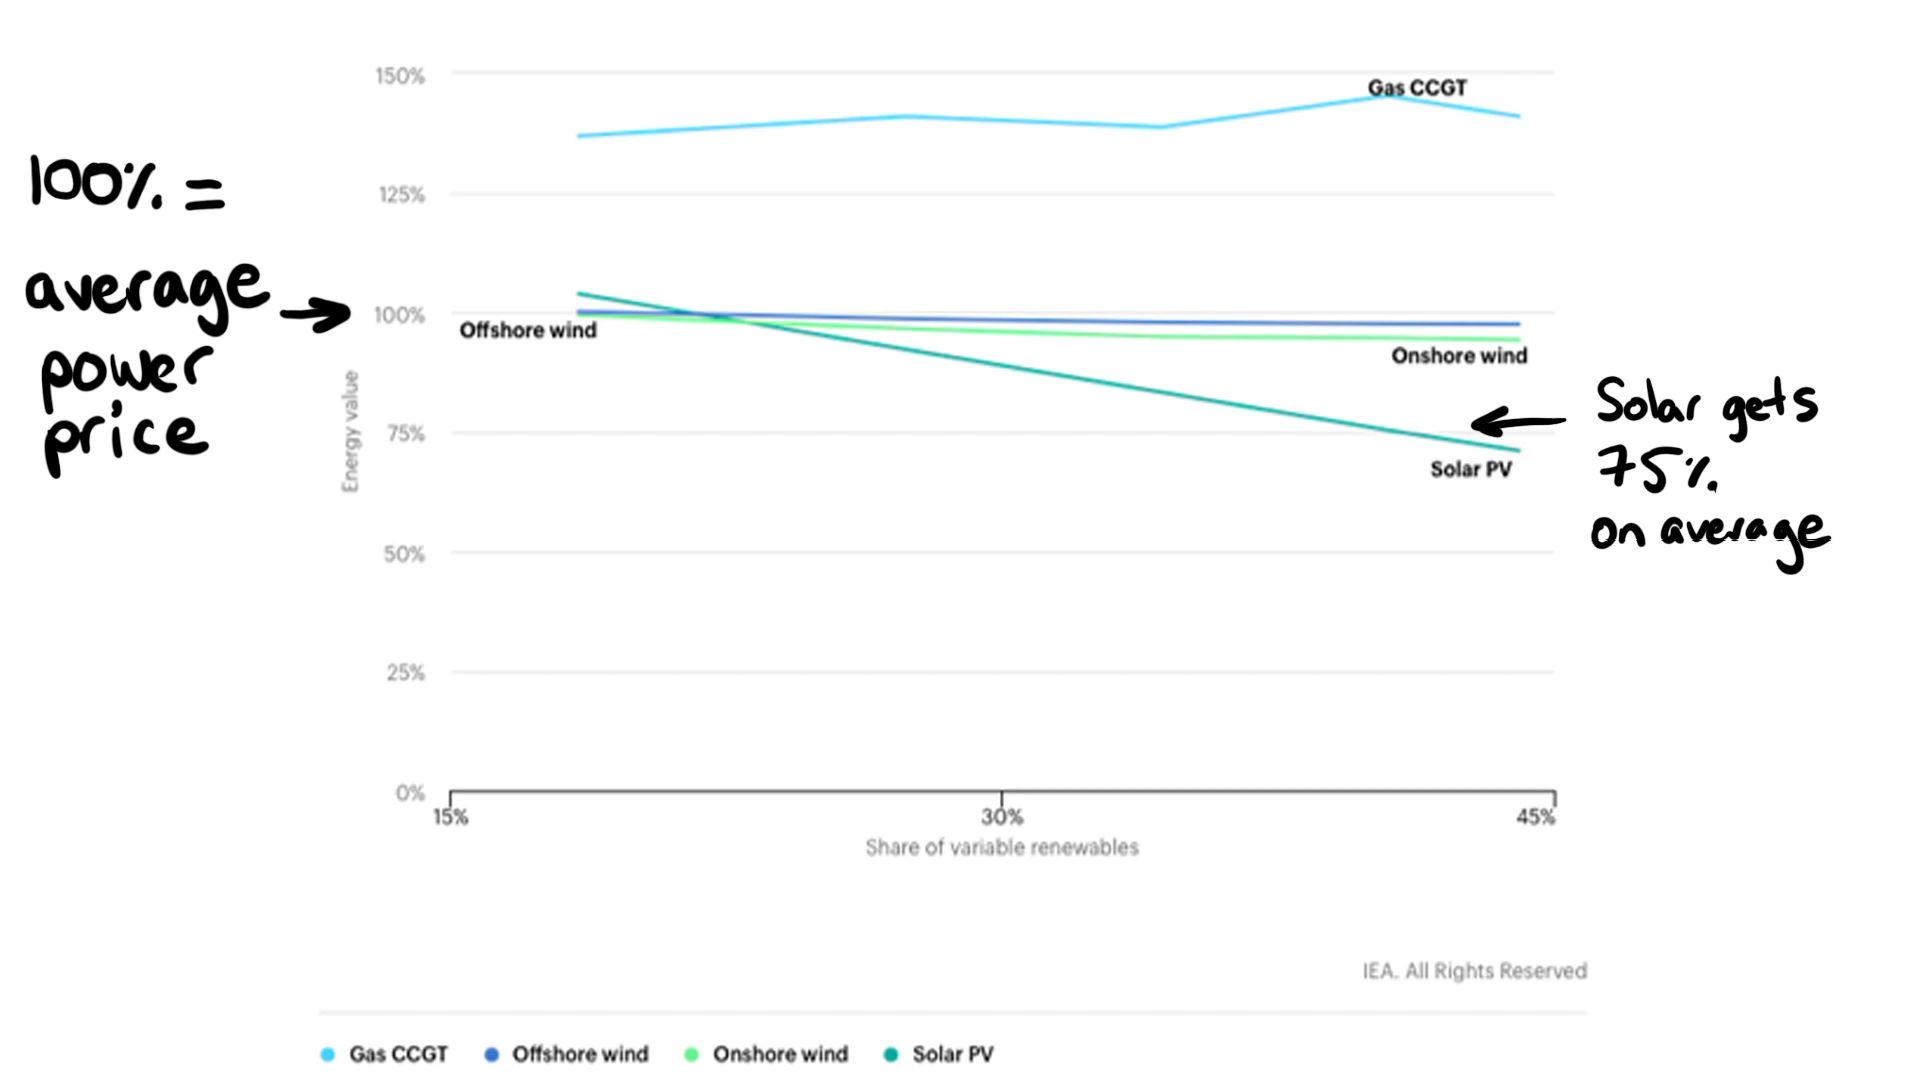 100% =
average
power
price
150%
125%
100%
75%
50%
25%
0%
Energy value
Gas CCGT
Offshore wind
Onshore wind
Solar PV
Solar gets
75%
on average
15%
30%
45%
Share of variable renewables
IEA. All Rights Reserved
Gas CCGT
Offshore wind
Onshore wind
Solar PV